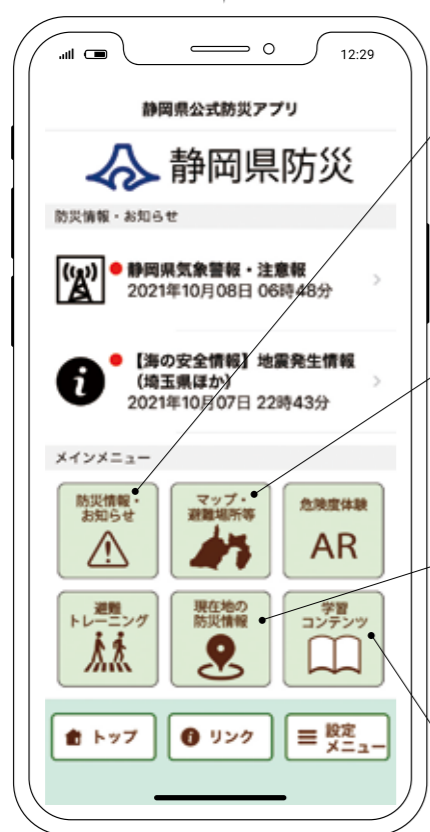 12:29
静岡県公式防災アプリ
静岡県防災
防災情報・お知らせ
静岡県気象警報・注意報
2021年10月08日 06時48分
【海の安全情報】地震発生情報
(埼玉県ほか)
2021年10月07日 22時43分
メインメニュー
防災情報・
お知らせ
マップ・
避難場所等
危険度体験
AR
避難
トレーニング
現在地の
防災情報
学習
コンテンツ
トップ
リンク
設定
メニュー